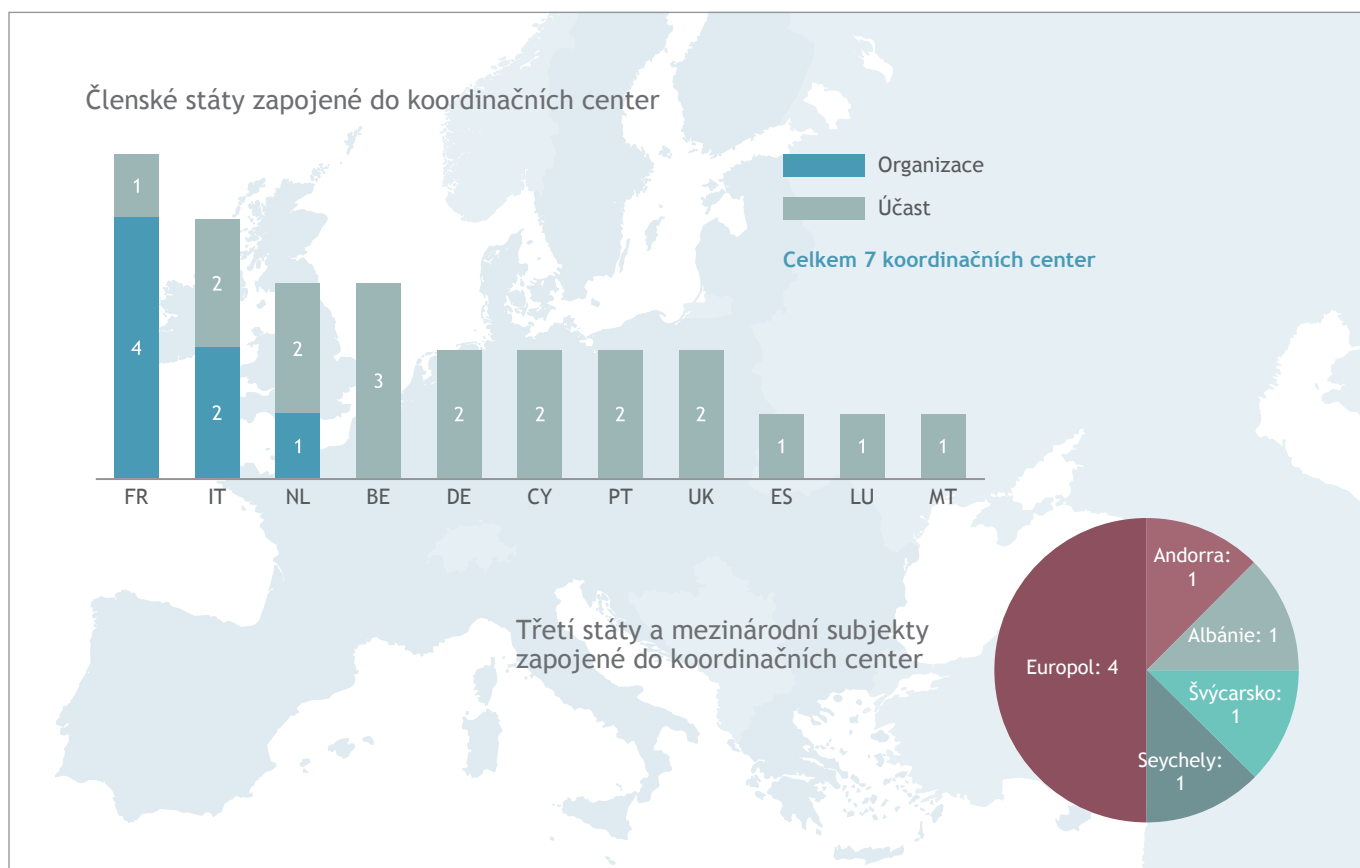 Členské státy zapojené do koordinačních center
Organizace
Účast
Celkem 7 koordinačních center
1
4
2
2
2
1
3
2
2
2
2
1
1
1
FR IT NL BE DE CY PT UK ES LU MT
Třetí státy a mezinárodní subjekty
zapojené do koordinačních center
Andorra:
1
Albánie: 1
Švýcarsko:
1
Seychely:
1
Europol: 4